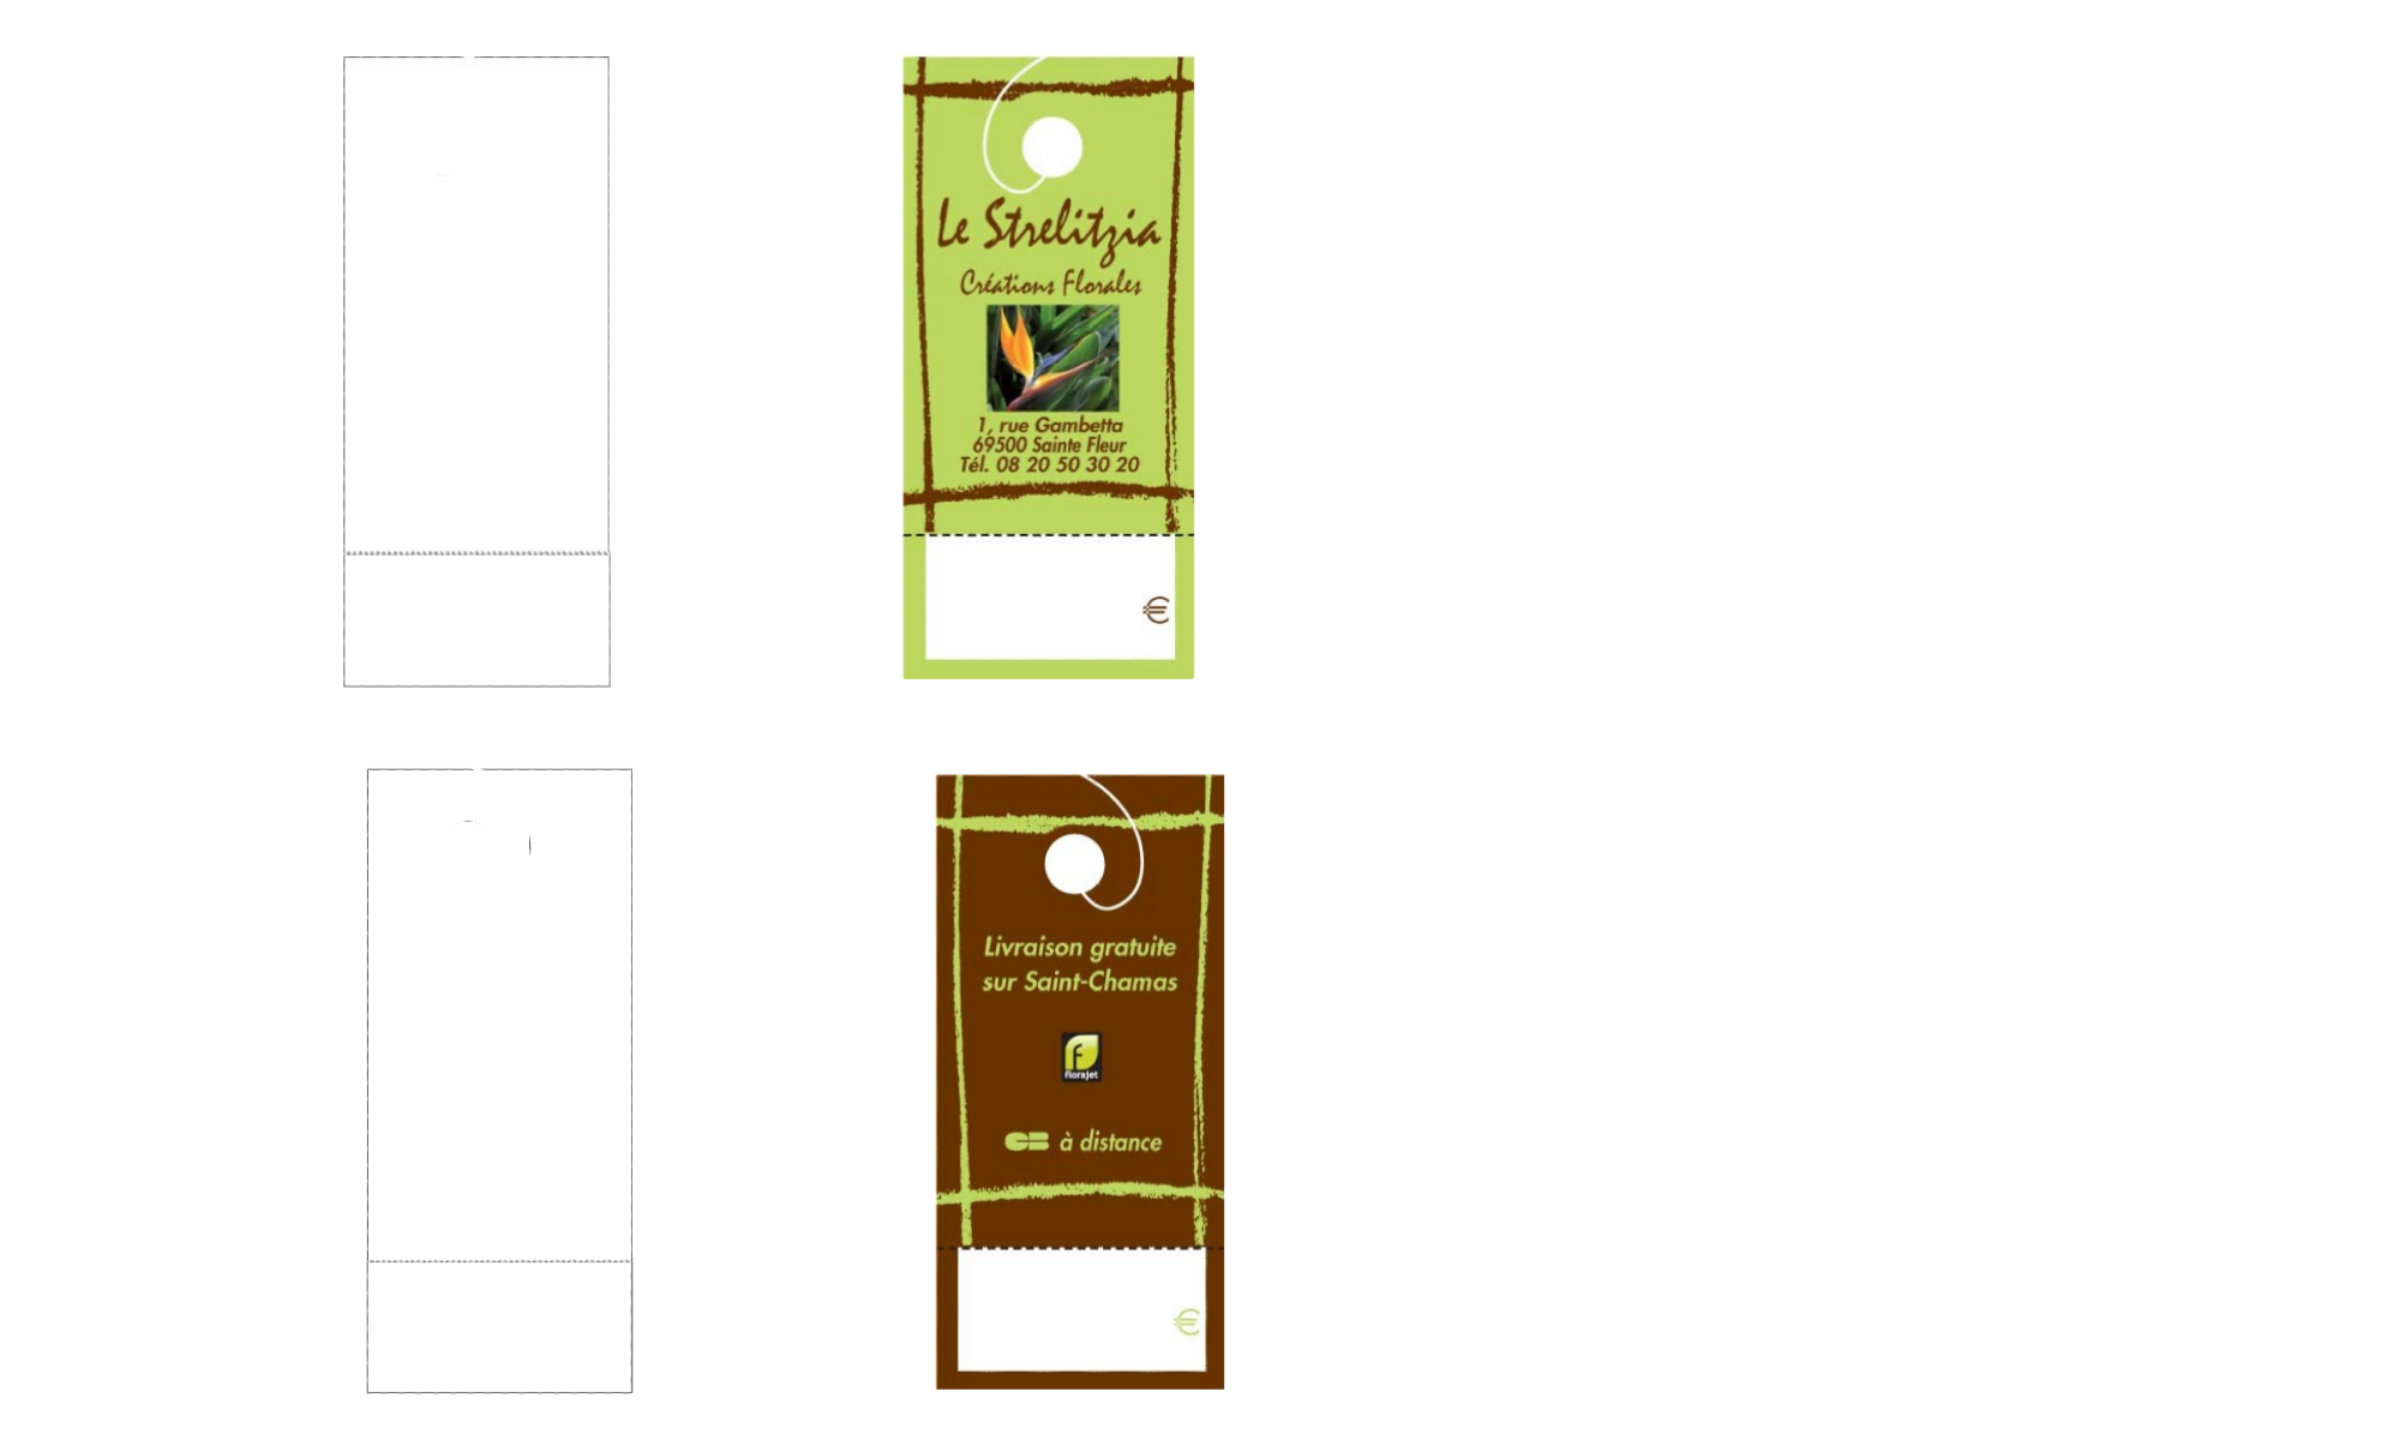 Le Strelitzia
Créations Florales
1, rue Gambetta
69500 Sainte Fleur
Tél. 08 20 50 30 20
€
Livraison gratuite
sur Saint-Chamas
florajet
CB à distance
€